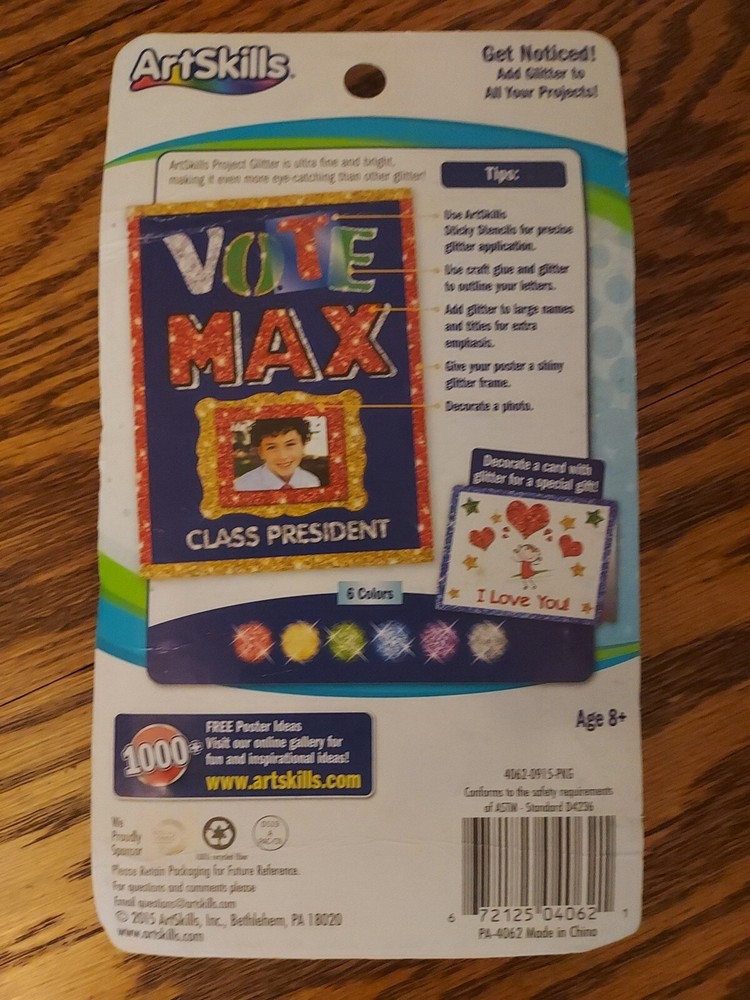 ArtSkills
Get Noticed!
Add Glitter to
All Your Projects!
ArtSkills Project Glitter is ultra fine and bright,
making it even more eye-catching than other glitter!
Tips:
Use ArtSkills
Sticky Stencils for precise
glitter application.
Use craft glue and glitter
to outline your letters.
Add glitter to large names
and titles for extra
emphasis.
Give your poster a shiny
glitter frame.
Decorate a photo.
VOTE
MAX
CLASS PRESIDENT
Decorate a card with
glitter for a special gift!
I Love You!
6 Colors
Age 8+
1000+
FREE Poster Ideas
Visit our online gallery for
fun and inspirational ideas!
www.artskills.com
4062-0915-PKG
Conforms to the safety requirements
of ASTM - Standard D4236
We
Proudly
Sponsor
100% recycled fiber
Please Retain Packaging for Future Reference.
For questions and comments please
Email questions@artskills.com
© 2015 ArtSkills, Inc., Bethlehem, PA 18020
www.artskills.com
6 72125 04062 1
PA-4062 Made in China